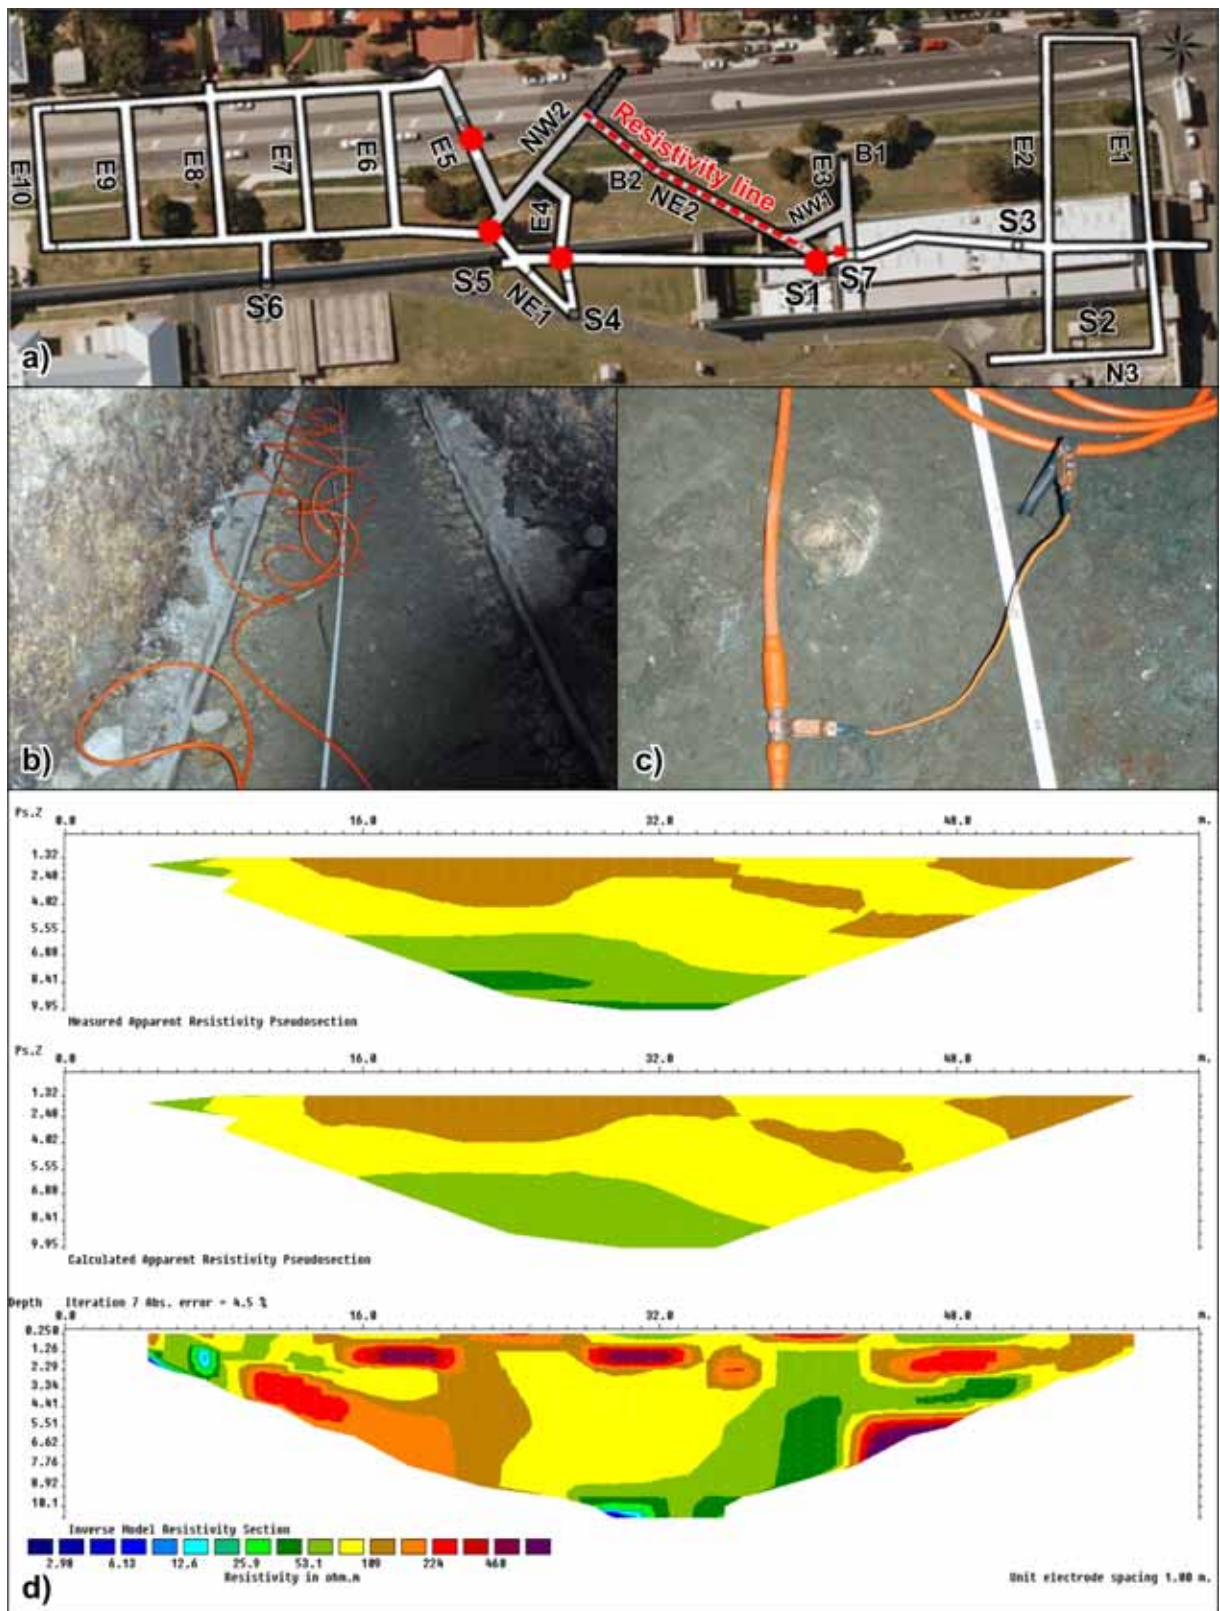 NW2
Resistivity line
B1
E10
E9
E8
E7
E6
E5
E4
B2
NE2
NW1
E3
E2
E1
S6
S5
NE1
S4
S1
S7
S3
S2
N3
a)
b)
c)
Ps.Z 0.0 16.0 32.0 48.0 m.
1.32
2.40
4.02
5.55
6.88
8.41
9.95
Measured Apparent Resistivity Pseudosection
Ps.Z 0.0 16.0 32.0 48.0 m.
1.32
2.40
4.02
5.55
6.88
8.41
9.95
Calculated Apparent Resistivity Pseudosection
Depth Iteration 7 Abs. error = 4.5 %
0.0 16.0 32.0 48.0 m.
0.250
1.26
2.29
3.34
4.41
5.51
6.62
7.76
8.92
10.1
Inverse Model Resistivity Section
2.98 6.13 12.6 25.9 53.1 109 224 460
Resistivity in ohm.m
Unit electrode spacing 1.00 m.
d)